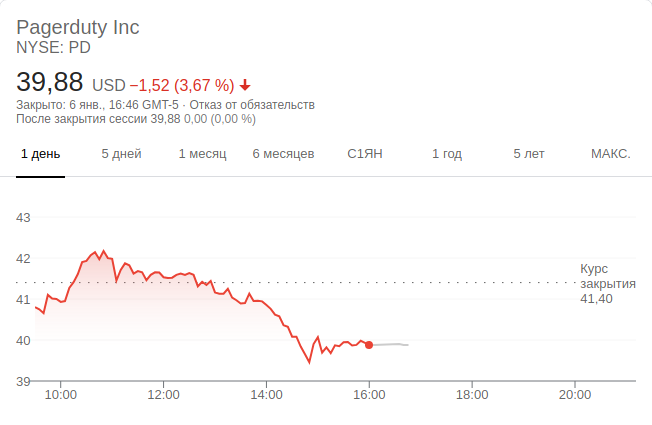 Pagerduty Inc
NYSE: PD
39,88 USD −1,52 (3,67 %)
Закрыто: 6 янв., 16:46 GMT-5 · Отказ от обязательств
После закрытия сессии 39,88 0,00 (0,00 %)
1 день 5 дней 1 месяц 6 месяцев С1ЯН 1 год 5 лет МАКС.
43
42
Курс
закрытия
41,40
41
40
39
10:00 12:00 14:00 16:00 18:00 20:00